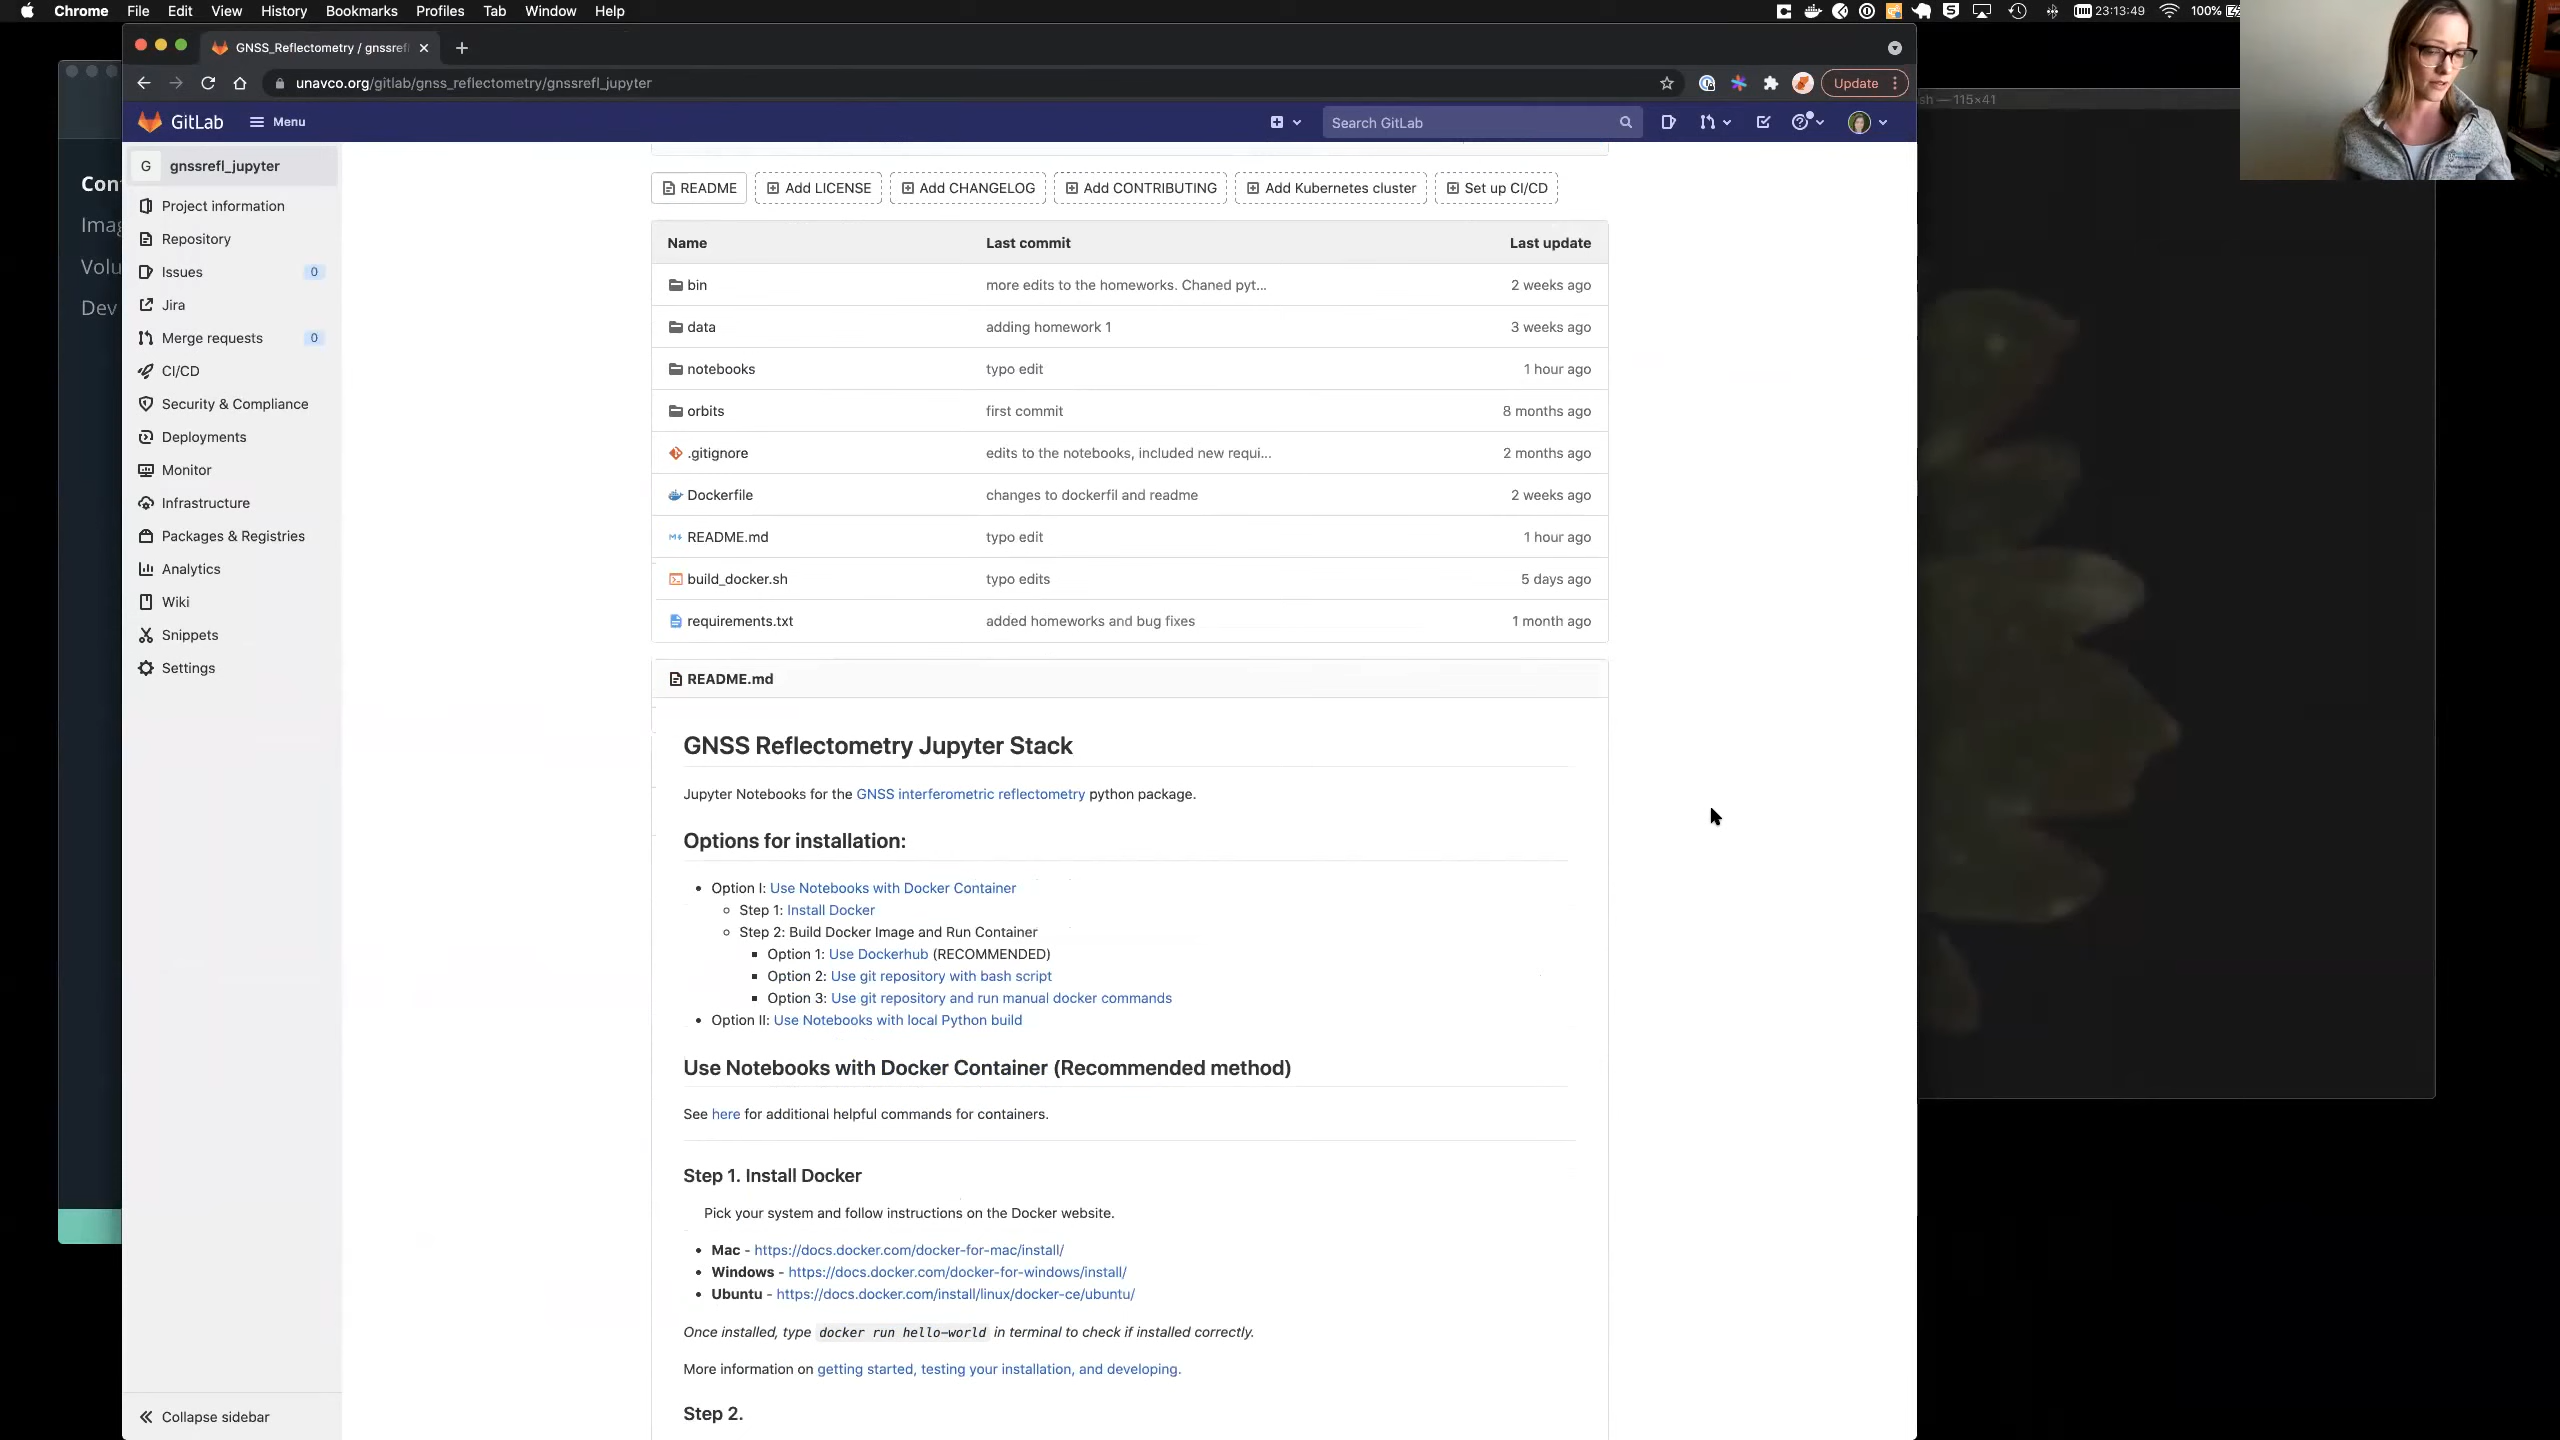 Chrome File Edit View History Bookmarks Profiles Tab Window Help 23:13:49 100%
GNSS_Reflectometry / gnssrefl
unavco.org/gitlab/gnss_reflectometry/gnssrefl_jupyter Update
sh — 115×41
GitLab Menu Search GitLab
G gnssrefl_jupyter
Project information
Repository
Issues 0
Jira
Merge requests 0
CI/CD
Security & Compliance
Deployments
Monitor
Infrastructure
Packages & Registries
Analytics
Wiki
Snippets
Settings
Collapse sidebar
Con
Imag
Volu
Dev
README Add LICENSE Add CHANGELOG Add CONTRIBUTING Add Kubernetes cluster Set up CI/CD
Name Last commit Last update
bin more edits to the homeworks. Chaned pyt... 2 weeks ago
data adding homework 1 3 weeks ago
notebooks typo edit 1 hour ago
orbits first commit 8 months ago
.gitignore edits to the notebooks, included new requi... 2 months ago
Dockerfile changes to dockerfil and readme 2 weeks ago
README.md typo edit 1 hour ago
build_docker.sh typo edits 5 days ago
requirements.txt added homeworks and bug fixes 1 month ago
README.md
GNSS Reflectometry Jupyter Stack
Jupyter Notebooks for the GNSS interferometric reflectometry python package.
Options for installation:
• Option I: Use Notebooks with Docker Container
◦ Step 1: Install Docker
◦ Step 2: Build Docker Image and Run Container
▪ Option 1: Use Dockerhub (RECOMMENDED)
▪ Option 2: Use git repository with bash script
▪ Option 3: Use git repository and run manual docker commands
• Option II: Use Notebooks with local Python build
Use Notebooks with Docker Container (Recommended method)
See here for additional helpful commands for containers.
Step 1. Install Docker
Pick your system and follow instructions on the Docker website.
• Mac - https://docs.docker.com/docker-for-mac/install/
• Windows - https://docs.docker.com/docker-for-windows/install/
• Ubuntu - https://docs.docker.com/install/linux/docker-ce/ubuntu/
Once installed, type docker run hello-world in terminal to check if installed correctly.
More information on getting started, testing your installation, and developing.
Step 2.